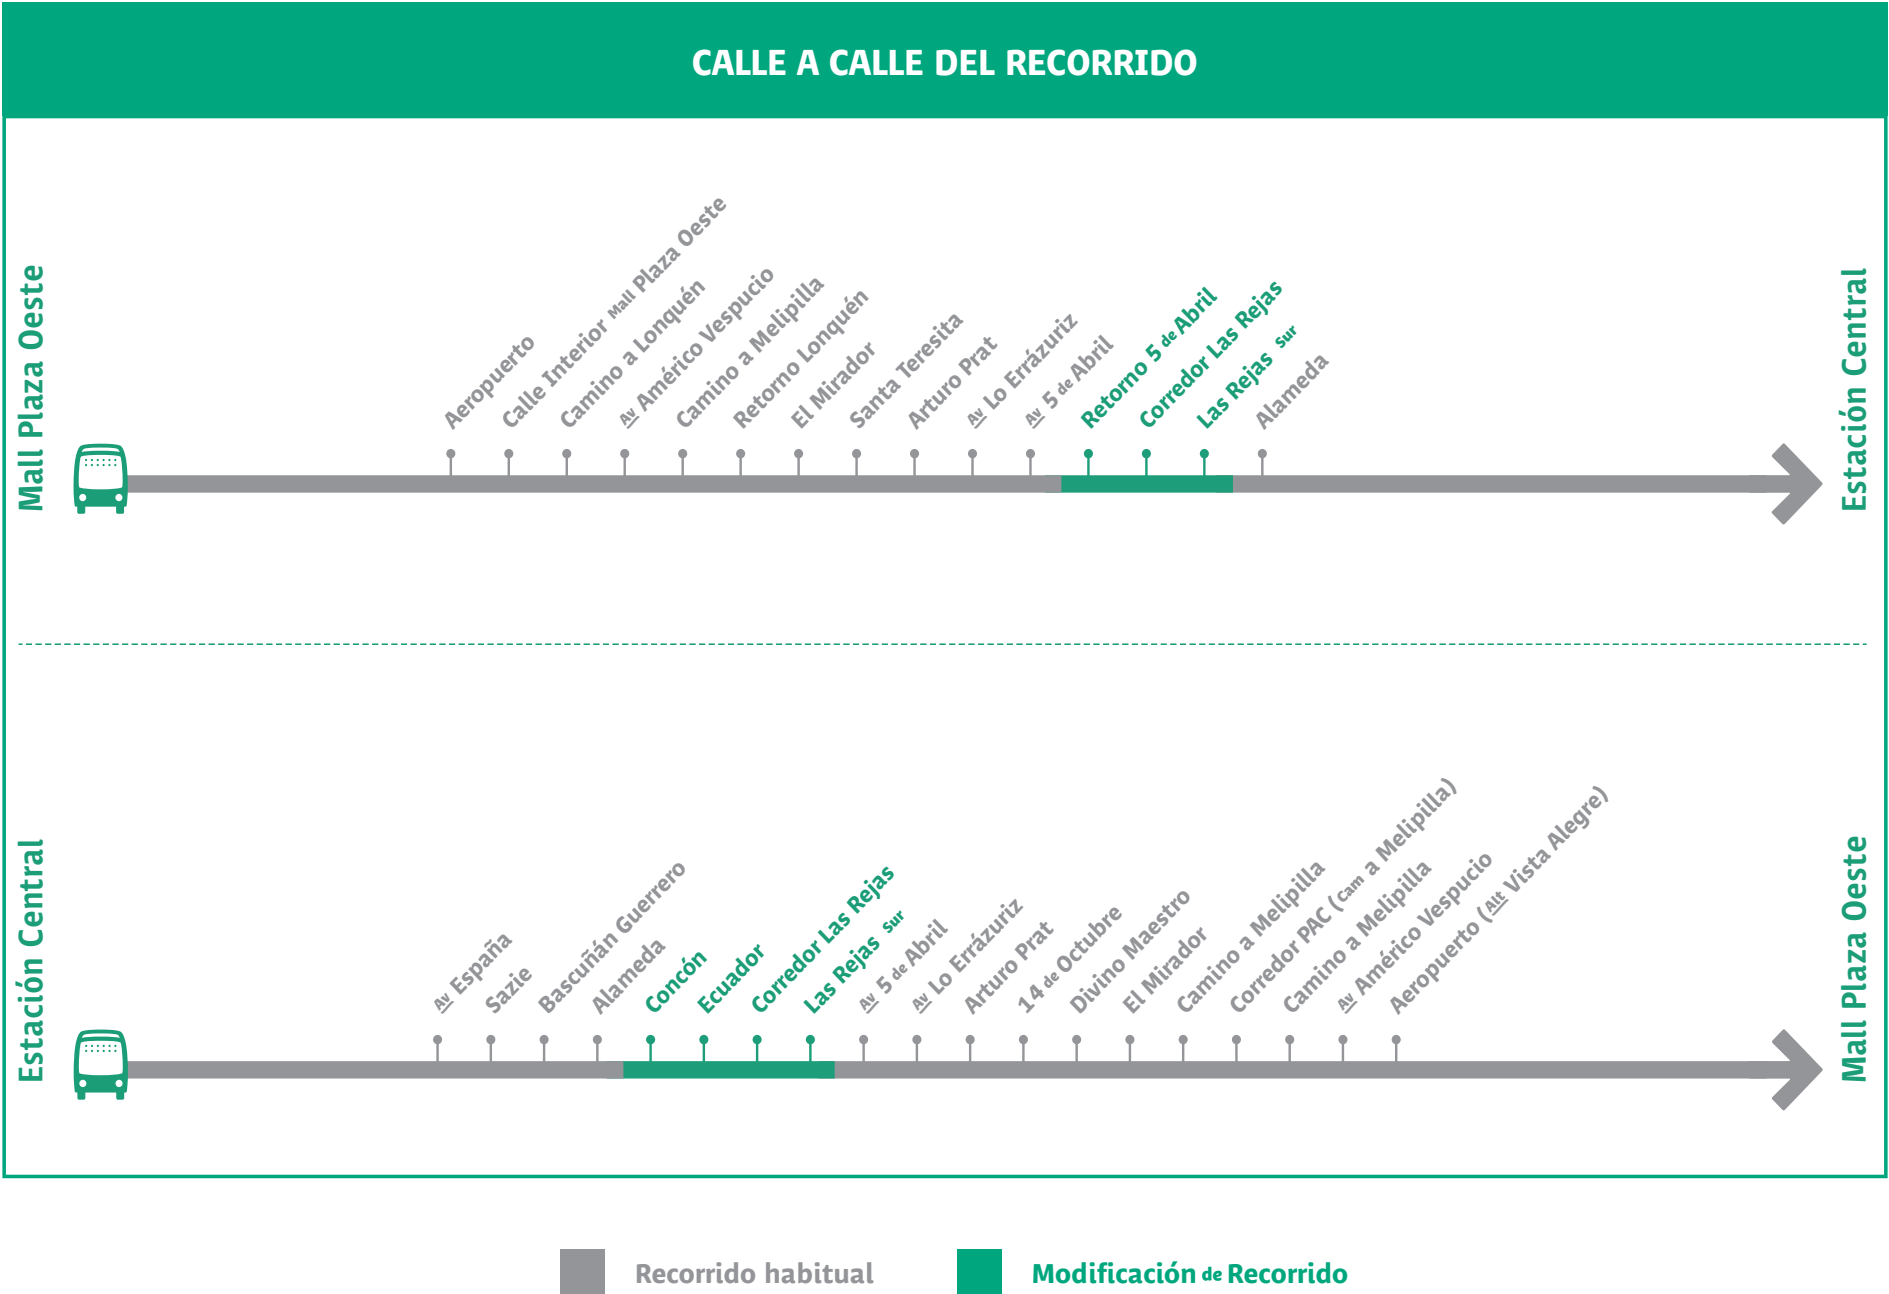 CALLE A CALLE DEL RECORRIDO
Mall Plaza Oeste
Aeropuerto
Calle Interior Mall Plaza Oeste
Camino a Lonquén
Av Américo Vespucio
Camino a Melipilla
Retorno Lonquén
El Mirador
Santa Teresita
Arturo Prat
Av Lo Errázuriz
Av 5 de Abril
Retorno 5 de Abril
Corredor Las Rejas
Las Rejas Sur
Alameda
Estación Central
Estación Central
Av España
Sazie
Bascuñán Guerrero
Alameda
Concón
Ecuador
Corredor Las Rejas
Las Rejas Sur
Av 5 de Abril
Av Lo Errázuriz
Arturo Prat
14 de Octubre
Divino Maestro
El Mirador
Camino a Melipilla
Corredor PAC (Cam a Melipilla)
Camino a Melipilla
Av Américo Vespucio
Aeropuerto (Alt Vista Alegre)
Mall Plaza Oeste
Recorrido habitual
Modificación de Recorrido